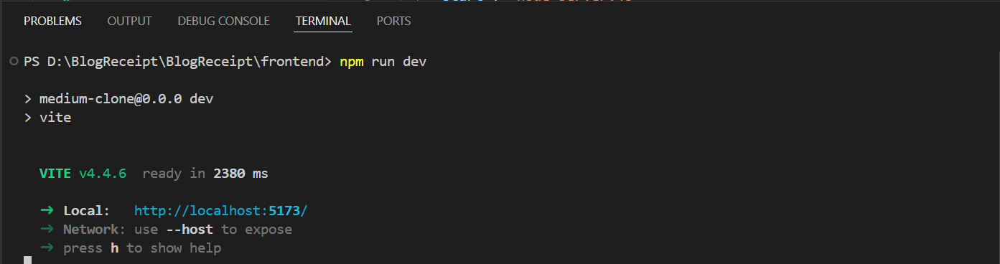 PROBLEMS OUTPUT DEBUG CONSOLE TERMINAL PORTS
PS D:\BlogReceipt\BlogReceipt\frontend> npm run dev
> medium-clone@0.0.0 dev
> vite
VITE v4.4.6 ready in 2380 ms
➜ Local: http://localhost:5173/
➜ Network: use --host to expose
➜ press h to show help